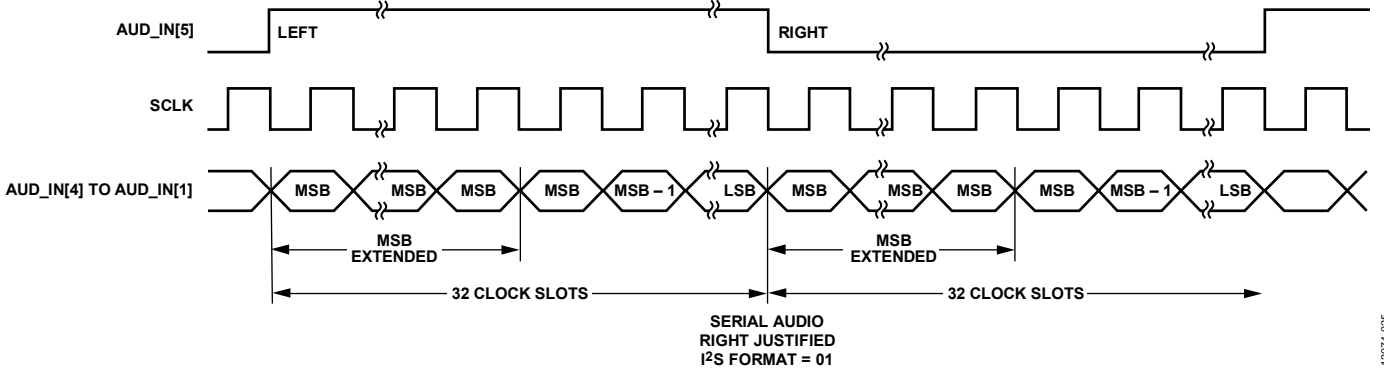 AUD_IN[5]
LEFT
RIGHT
SCLK
AUD_IN[4] TO AUD_IN[1]
MSB MSB MSB MSB MSB – 1 LSB MSB MSB MSB MSB MSB – 1 LSB
MSB
EXTENDED
MSB
EXTENDED
32 CLOCK SLOTS
32 CLOCK SLOTS
SERIAL AUDIO
RIGHT JUSTIFIED
I²S FORMAT = 01